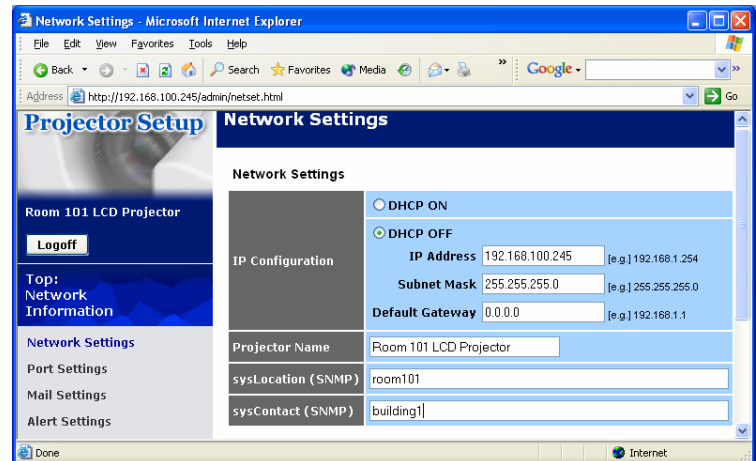 Network Settings - Microsoft Internet Explorer
File Edit View Favorites Tools Help
Back Search Favorites Media » Google »
Address http://192.168.100.245/admin/netset.html Go
Projector Setup
Network Settings
Network Settings
Room 101 LCD Projector
Logoff
Top:
Network
Information
Network Settings
Port Settings
Mail Settings
Alert Settings
IP Configuration
DHCP ON
DHCP OFF
IP Address 192.168.100.245 [e.g.] 192.168.1.254
Subnet Mask 255.255.255.0 [e.g.] 255.255.255.0
Default Gateway 0.0.0.0 [e.g.] 192.168.1.1
Projector Name Room 101 LCD Projector
sysLocation (SNMP) room101
sysContact (SNMP) building1
Done Internet